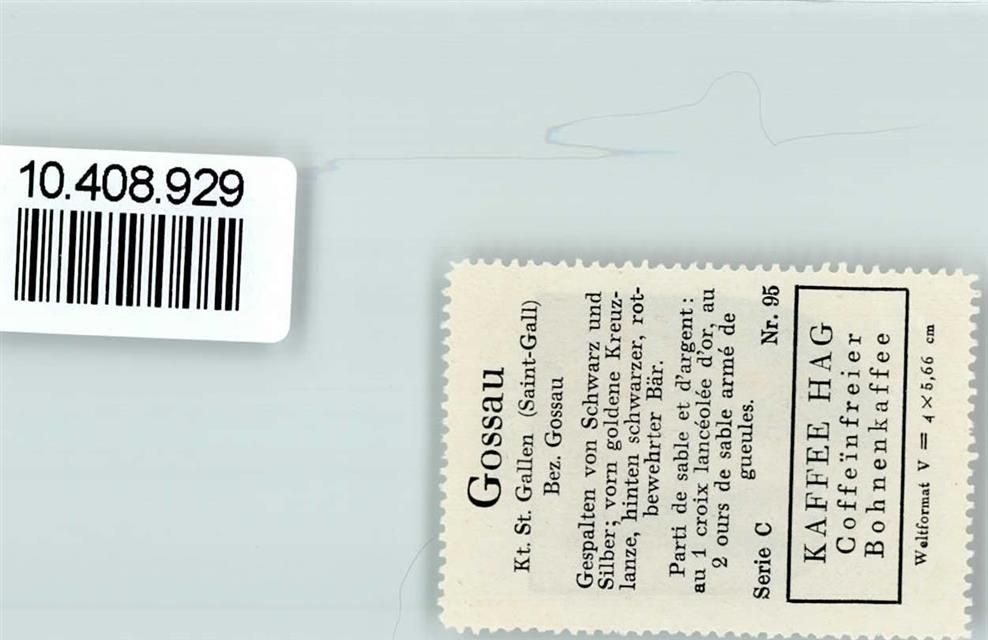 10.408.929
Gossau
Kt. St. Gallen (Saint-Gall)
Bez. Gossau
Gespalten von Schwarz und
Silber; vorn goldene Kreuz-
lanze, hinten schwarzer, rot-
bewehrter Bär.
Parti de sable et d'argent:
au 1 croix lancéolée d'or, au
2 ours de sable armé de
gueules.
Serie C Nr. 95
KAFFEE HAG
Coffeïnfreier
Bohnenkaffee
Weltformat V = 4 × 5,66 cm